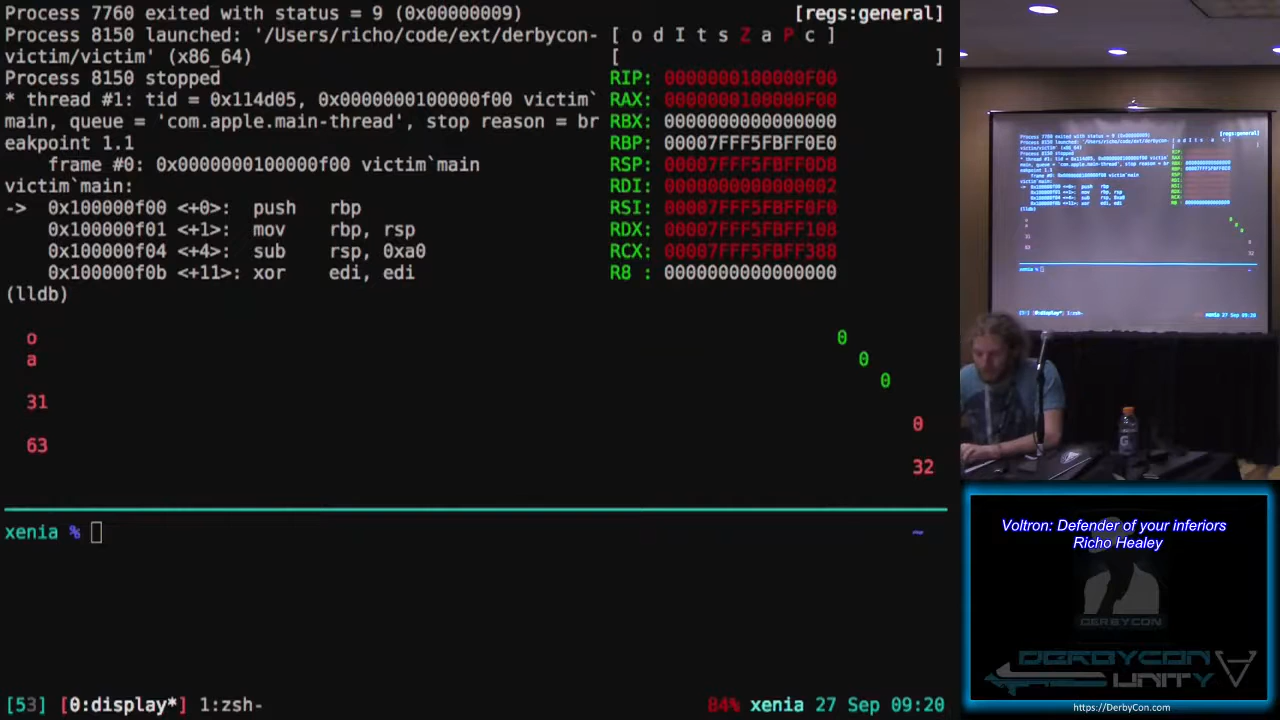 Process 7760 exited with status = 9 (0x00000009)
[regs:general]
Process 8150 launched: '/Users/richo/code/ext/derbycon-
[ o d I t s Z a P c ]
victim/victim' (x86_64)
[ ]
Process 8150 stopped
RIP: 0000000100000F00
* thread #1: tid = 0x114d05, 0x0000000100000f00 victim`
RAX: 0000000100000F00
main, queue = 'com.apple.main-thread', stop reason = br
RBX: 0000000000000000
eakpoint 1.1
RBP: 00007FFF5FBFF0E0
frame #0: 0x0000000100000f00 victim`main
RSP: 00007FFF5FBFF0D8
victim`main:
RDI: 0000000000000002
-> 0x100000f00 <+0>: push rbp
RSI: 00007FFF5FBFF0F0
0x100000f01 <+1>: mov rbp, rsp
RDX: 00007FFF5FBFF108
0x100000f04 <+4>: sub rsp, 0xa0
RCX: 00007FFF5FBFF388
0x100000f0b <+11>: xor edi, edi
R8 : 0000000000000000
(lldb)
o 0
a 0
0
31
0
63
32
xenia % ~
[53] [0:display*] 1:zsh-
84% xenia 27 Sep 09:20
Voltron: Defender of your inferiors
Richo Healey
DERBYCON
DERBYCON
UNITY
https://DerbyCon.com